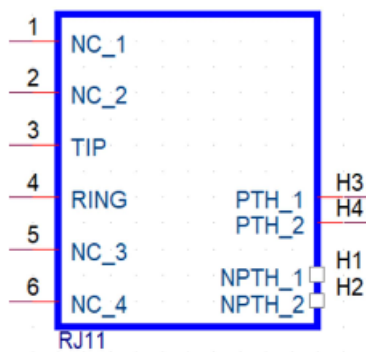 1 NC_1
2 NC_2
3 TIP
4 RING
PTH_1 H3
PTH_2 H4
5 NC_3
NPTH_1 H1
NPTH_2 H2
6 NC_4
RJ11